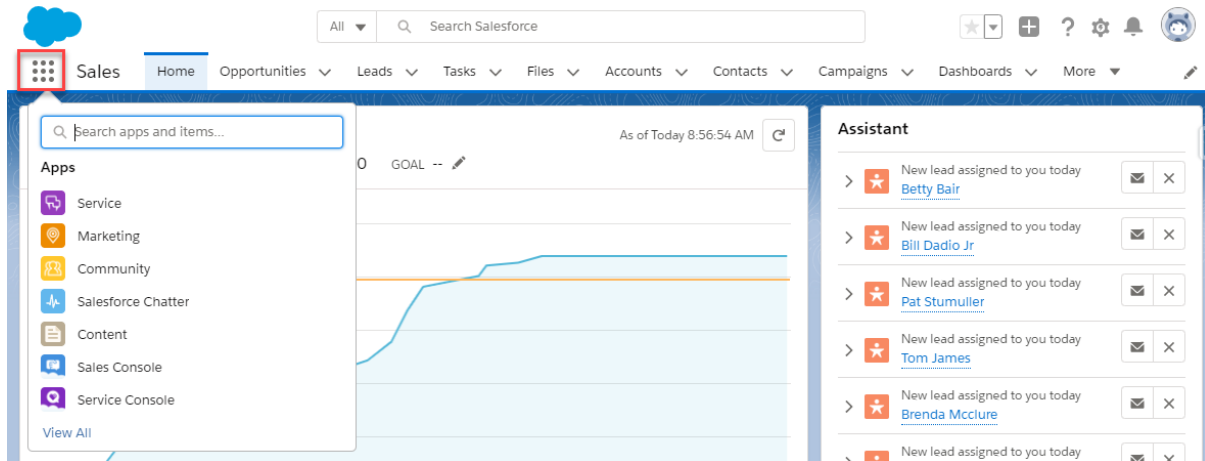 All Search Salesforce
Sales Home Opportunities Leads Tasks Files Accounts Contacts Campaigns Dashboards More
Search apps and items...
Apps
Service
Marketing
Community
Salesforce Chatter
Content
Sales Console
Service Console
View All
As of Today 8:56:54 AM
0 GOAL --
Assistant
New lead assigned to you today
Betty Bair
New lead assigned to you today
Bill Dadio Jr
New lead assigned to you today
Pat Stumuller
New lead assigned to you today
Tom James
New lead assigned to you today
Brenda Mcclure
New lead assigned to you today